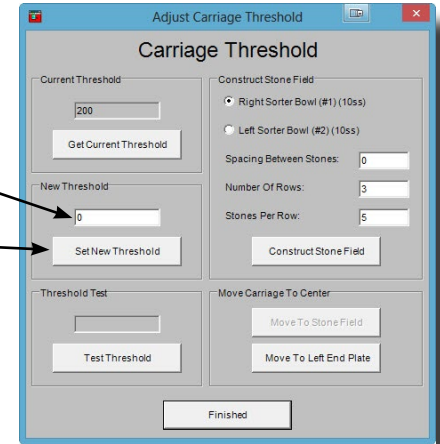 Adjust Carriage Threshold
Carriage Threshold
Current Threshold
200
Get Current Threshold
New Threshold
0
Set New Threshold
Threshold Test
Test Threshold
Construct Stone Field
Right Sorter Bowl (#1) (10ss)
Left Sorter Bowl (#2) (10ss)
Spacing Between Stones: 0
Number Of Rows: 3
Stones Per Row: 5
Construct Stone Field
Move Carriage To Center
Move To Stone Field
Move To Left End Plate
Finished